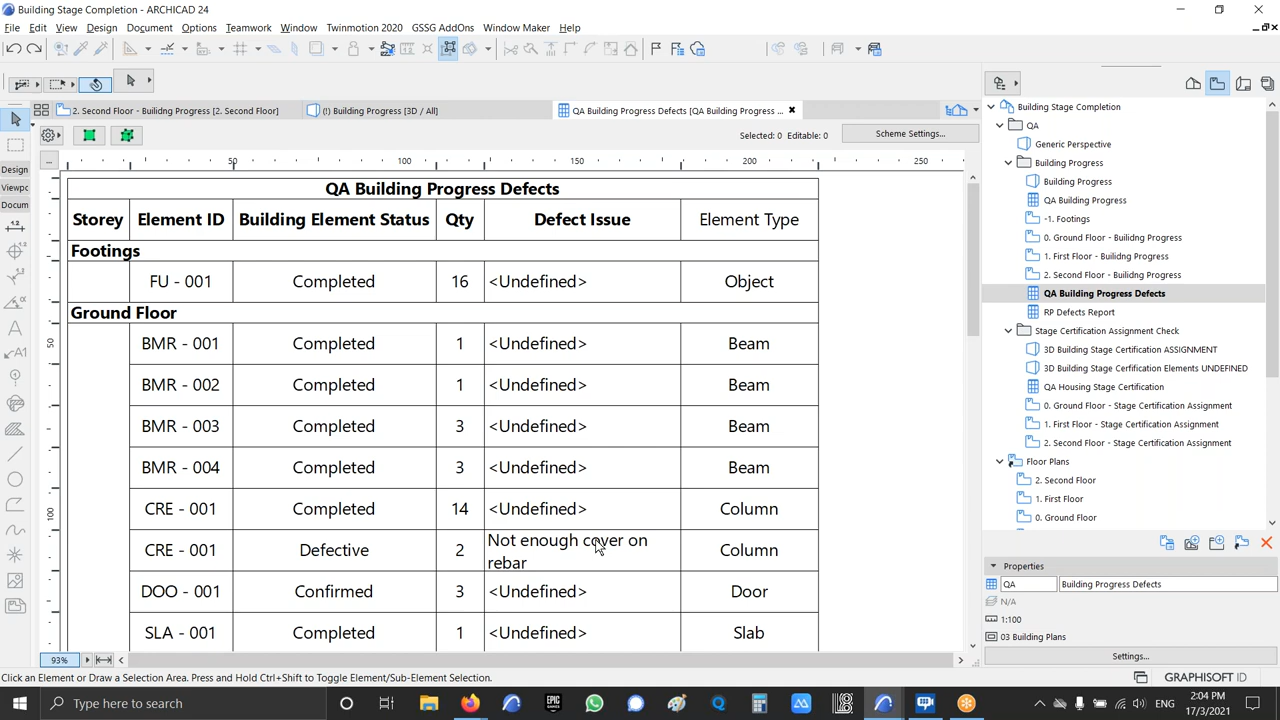 Building Stage Completion - ARCHICAD 24
File Edit View Design Document Options Teamwork Window Twinmotion 2020 GSSG AddOns Window Maker Help
2. Second Floor - Builidng Progress [2. Second Floor]
(!) Building Progress [3D / All]
QA Building Progress Defects [QA Building Progress ...
Selected: 0 Editable: 0
Scheme Settings...
...
50 100 150 200 250
Design
Viewpc
Docum
50
100
QA Building Progress Defects
Storey Element ID Building Element Status Qty Defect Issue Element Type
Footings
FU - 001 Completed 16 <Undefined> Object
Ground Floor
BMR - 001 Completed 1 <Undefined> Beam
BMR - 002 Completed 1 <Undefined> Beam
BMR - 003 Completed 3 <Undefined> Beam
BMR - 004 Completed 3 <Undefined> Beam
CRE - 001 Completed 14 <Undefined> Column
CRE - 001 Defective 2 Not enough cover on rebar Column
DOO - 001 Confirmed 3 <Undefined> Door
SLA - 001 Completed 1 <Undefined> Slab
Building Stage Completion
QA
Generic Perspective
Building Progress
Building Progress
QA Building Progress
-1. Footings
0. Ground Floor - Builidng Progress
1. First Floor - Builidng Progress
2. Second Floor - Builidng Progress
QA Building Progress Defects
RP Defects Report
Stage Certification Assignment Check
3D Building Stage Certification ASSIGNMENT
3D Building Stage Cerfification Elements UNDEFINED
QA Housing Stage Certification
0. Ground Floor - Stage Certification Assignment
1. First Floor - Stage Certification Assignment
2. Second Floor - Stage Certification Assignment
Floor Plans
2. Second Floor
1. First Floor
0. Ground Floor
Properties
QA Building Progress Defects
N/A
1:100
03 Building Plans
Settings...
93%
Click an Element or Draw a Selection Area. Press and Hold Ctrl+Shift to Toggle Element/Sub-Element Selection.
GRAPHISOFT ID
Type here to search
EPIC
2:04 PM
17/3/2021